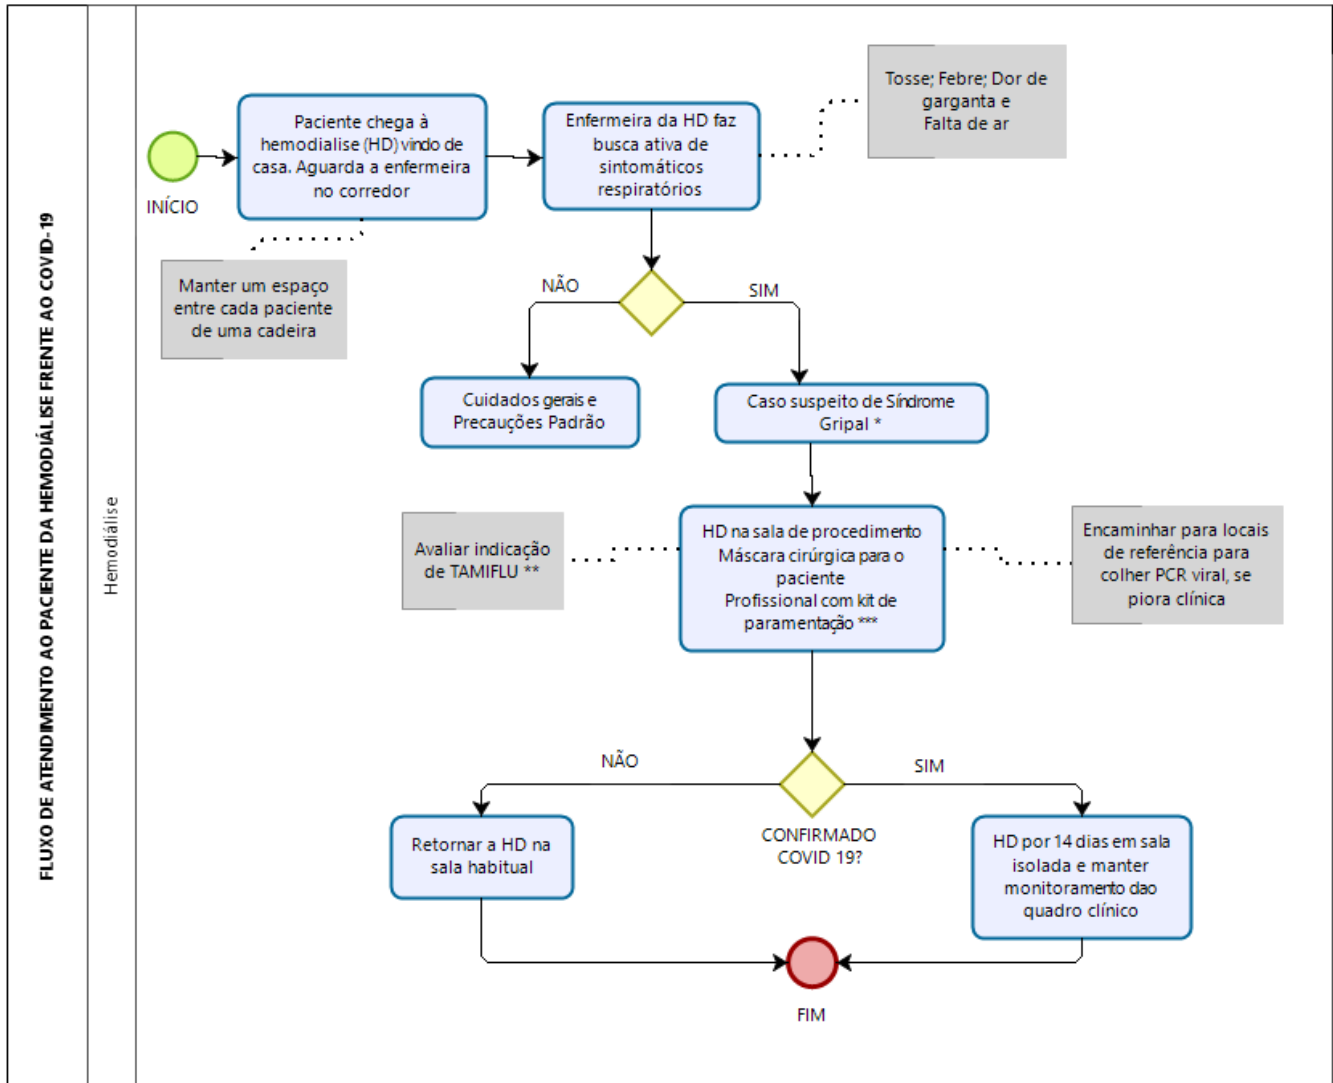 FLUXO DE ATENDIMENTO AO PACIENTE DA HEMODIÁLISE FRENTE AO COVID-19
Hemodiálise
INÍCIO
Paciente chega à
hemodialise (HD) vindo de
casa. Aguarda a enfermeira
no corredor
Manter um espaço
entre cada paciente
de uma cadeira
Enfermeira da HD faz
busca ativa de
sintomáticos
respiratórios
Tosse; Febre; Dor de
garganta e
Falta de ar
NÃO
SIM
Cuidados gerais e
Precauções Padrão
Caso suspeito de Síndrome
Gripal *
Avaliar indicação
de TAMIFLU **
HD na sala de procedimento
Máscara cirúrgica para o
paciente
Profissional com kit de
paramentação ***
Encaminhar para locais
de referência para
colher PCR viral, se
piora clínica
NÃO
SIM
CONFIRMADO
COVID 19?
Retornar a HD na
sala habitual
HD por 14 dias em sala
isolada e manter
monitoramento dao
quadro clínico
FIM